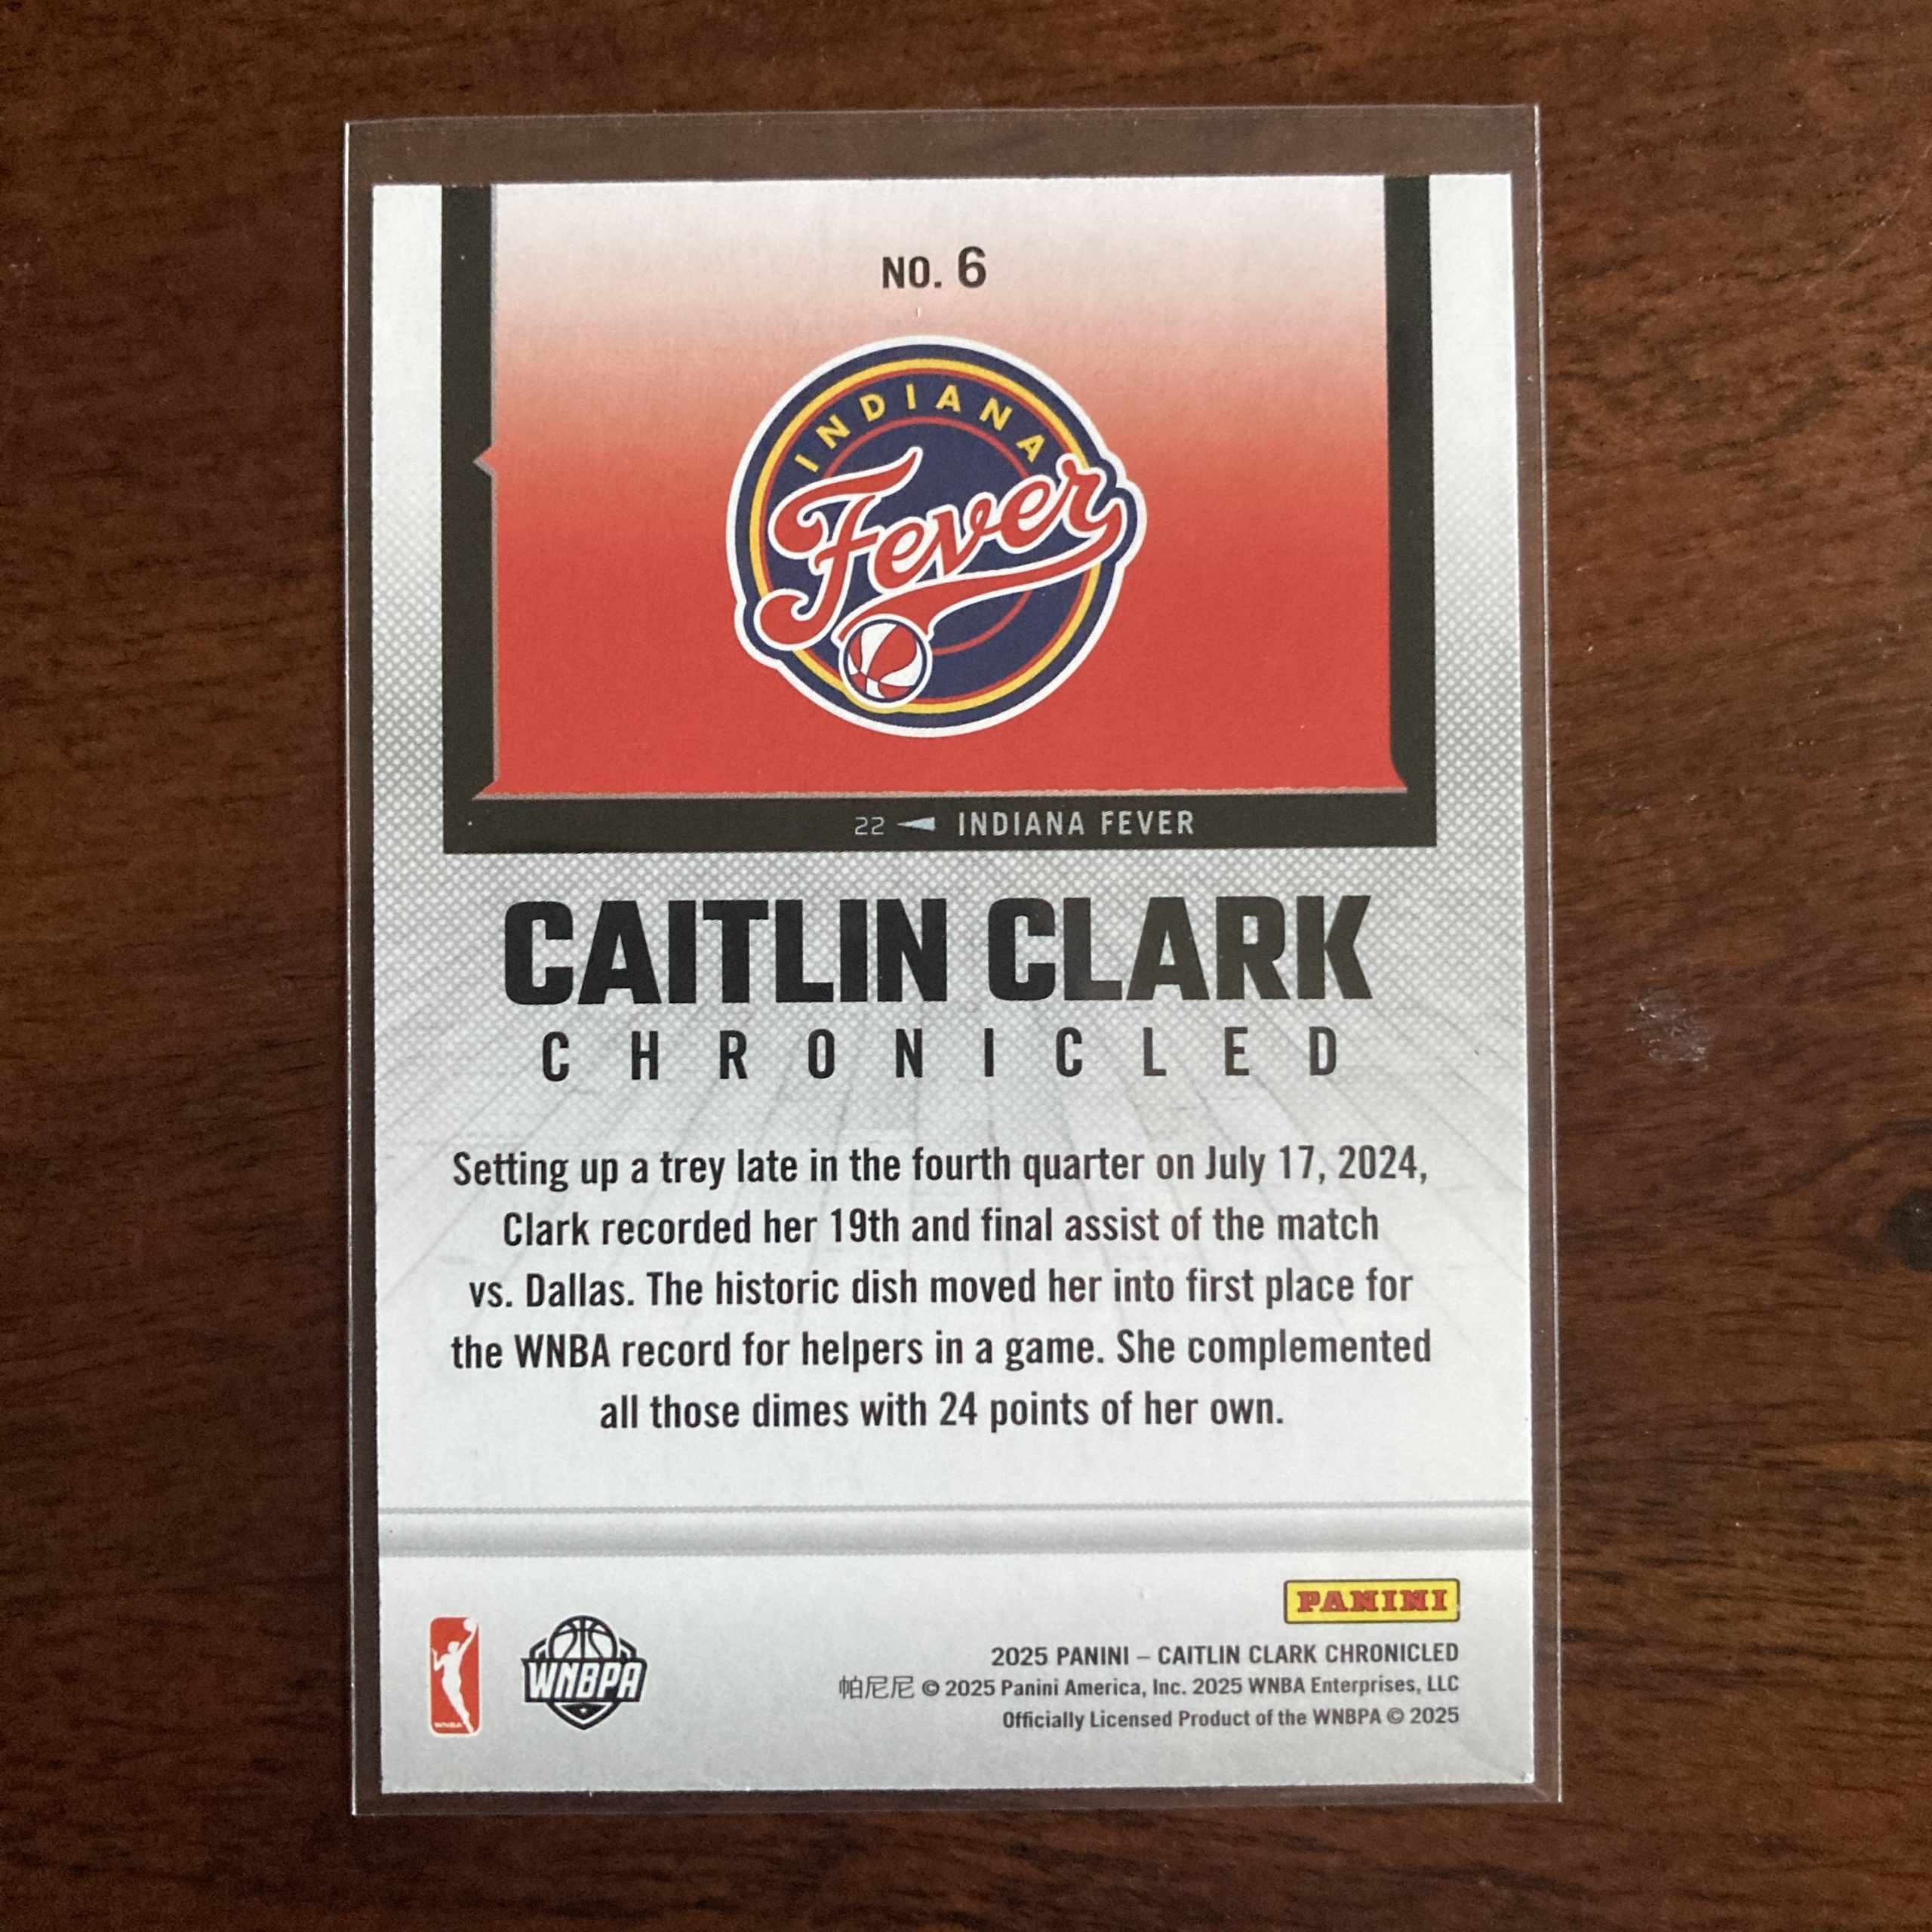 NO. 6
INDIANA
Fever
22 INDIANA FEVER
CAITLIN CLARK
CHRONICLED
Setting up a trey late in the fourth quarter on July 17, 2024,
Clark recorded her 19th and final assist of the match
vs. Dallas. The historic dish moved her into first place for
the WNBA record for helpers in a game. She complemented
all those dimes with 24 points of her own.
PANINI
WNBA
WNBPA
2025 PANINI – CAITLIN CLARK CHRONICLED
帕尼尼 © 2025 Panini America, Inc. 2025 WNBA Enterprises, LLC
Officially Licensed Product of the WNBPA © 2025